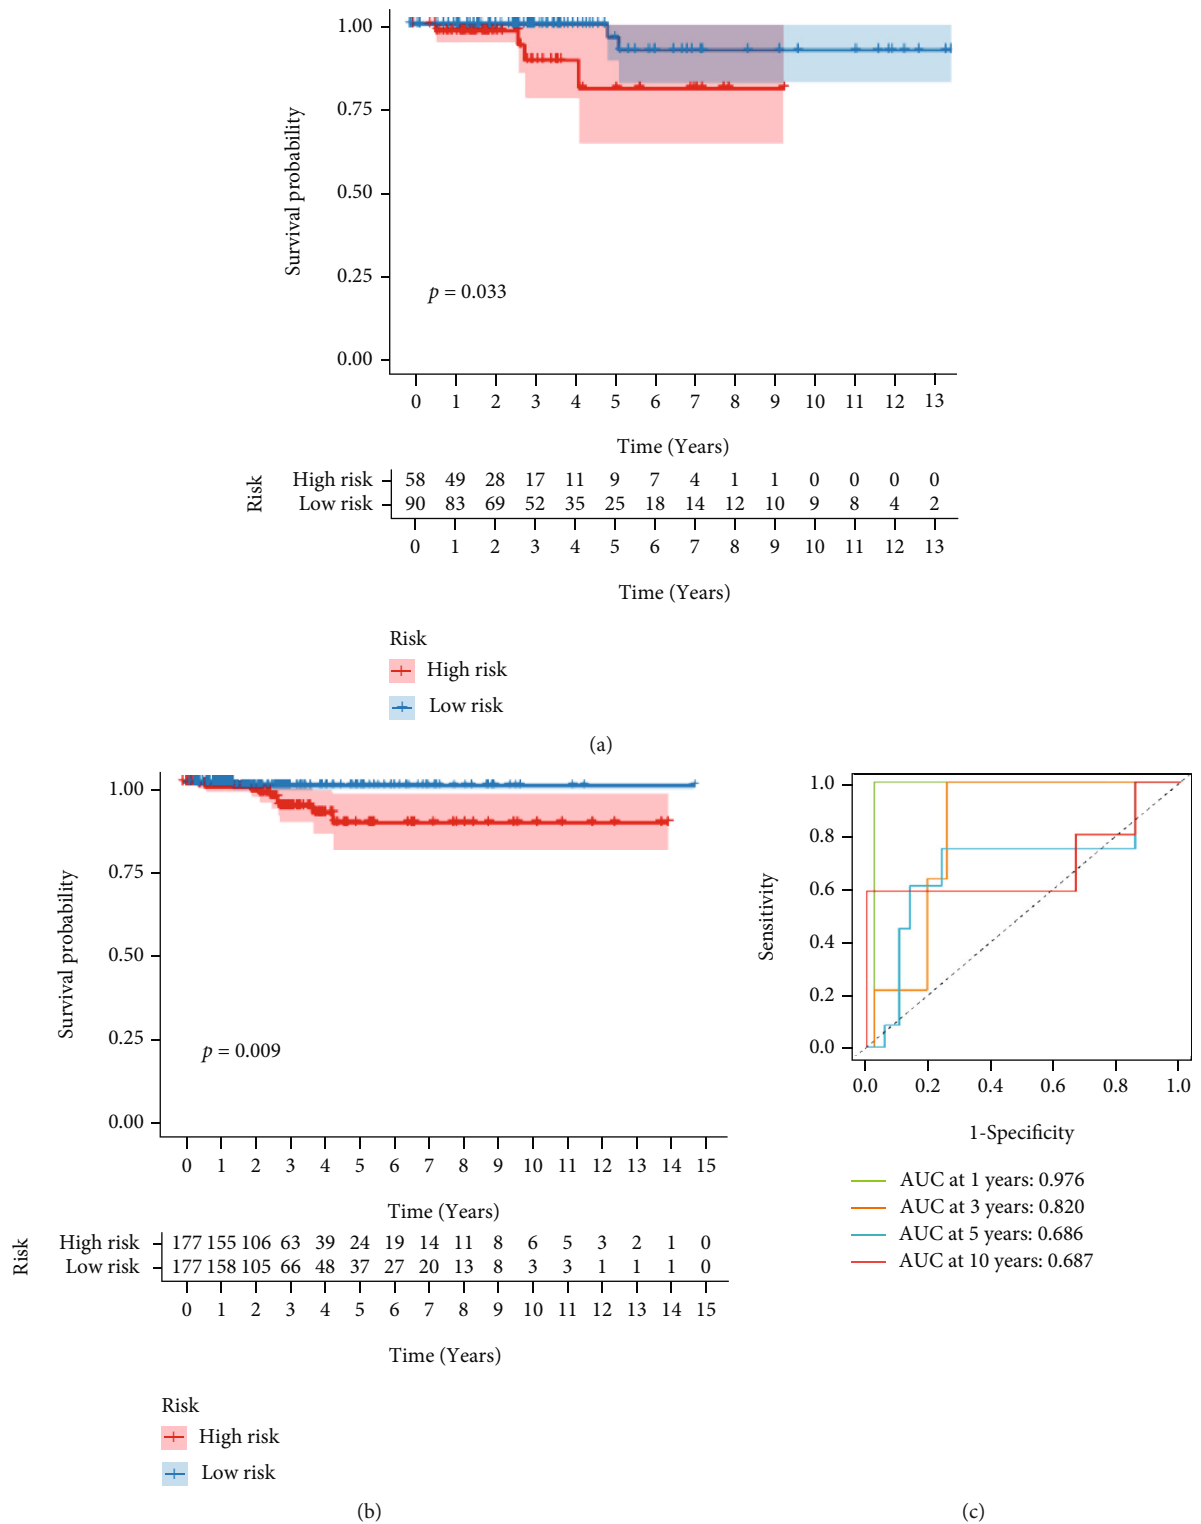 1.00
0.75
0.50
0.25
0.00
Survival probability
p = 0.033
0 1 2 3 4 5 6 7 8 9 10 11 12 13
Time (Years)
Risk
High risk 58 49 28 17 11 9 7 4 1 1 0 0 0 0
Low risk 90 83 69 52 35 25 18 14 12 10 9 8 4 2
0 1 2 3 4 5 6 7 8 9 10 11 12 13
Time (Years)
Risk
High risk
Low risk
(a)
1.00
0.75
0.50
0.25
0.00
Survival probability
p = 0.009
0 1 2 3 4 5 6 7 8 9 10 11 12 13 14 15
Time (Years)
Risk
High risk 177 155 106 63 39 24 19 14 11 8 6 5 3 2 1 0
Low risk 177 158 105 66 48 37 27 20 13 8 3 3 1 1 1 0
0 1 2 3 4 5 6 7 8 9 10 11 12 13 14 15
Time (Years)
Risk
High risk
Low risk
(b)
1.0
0.8
0.6
0.4
0.2
0.0
Sensitivity
0.0 0.2 0.4 0.6 0.8 1.0
1-Specificity
AUC at 1 years: 0.976
AUC at 3 years: 0.820
AUC at 5 years: 0.686
AUC at 10 years: 0.687
(c)